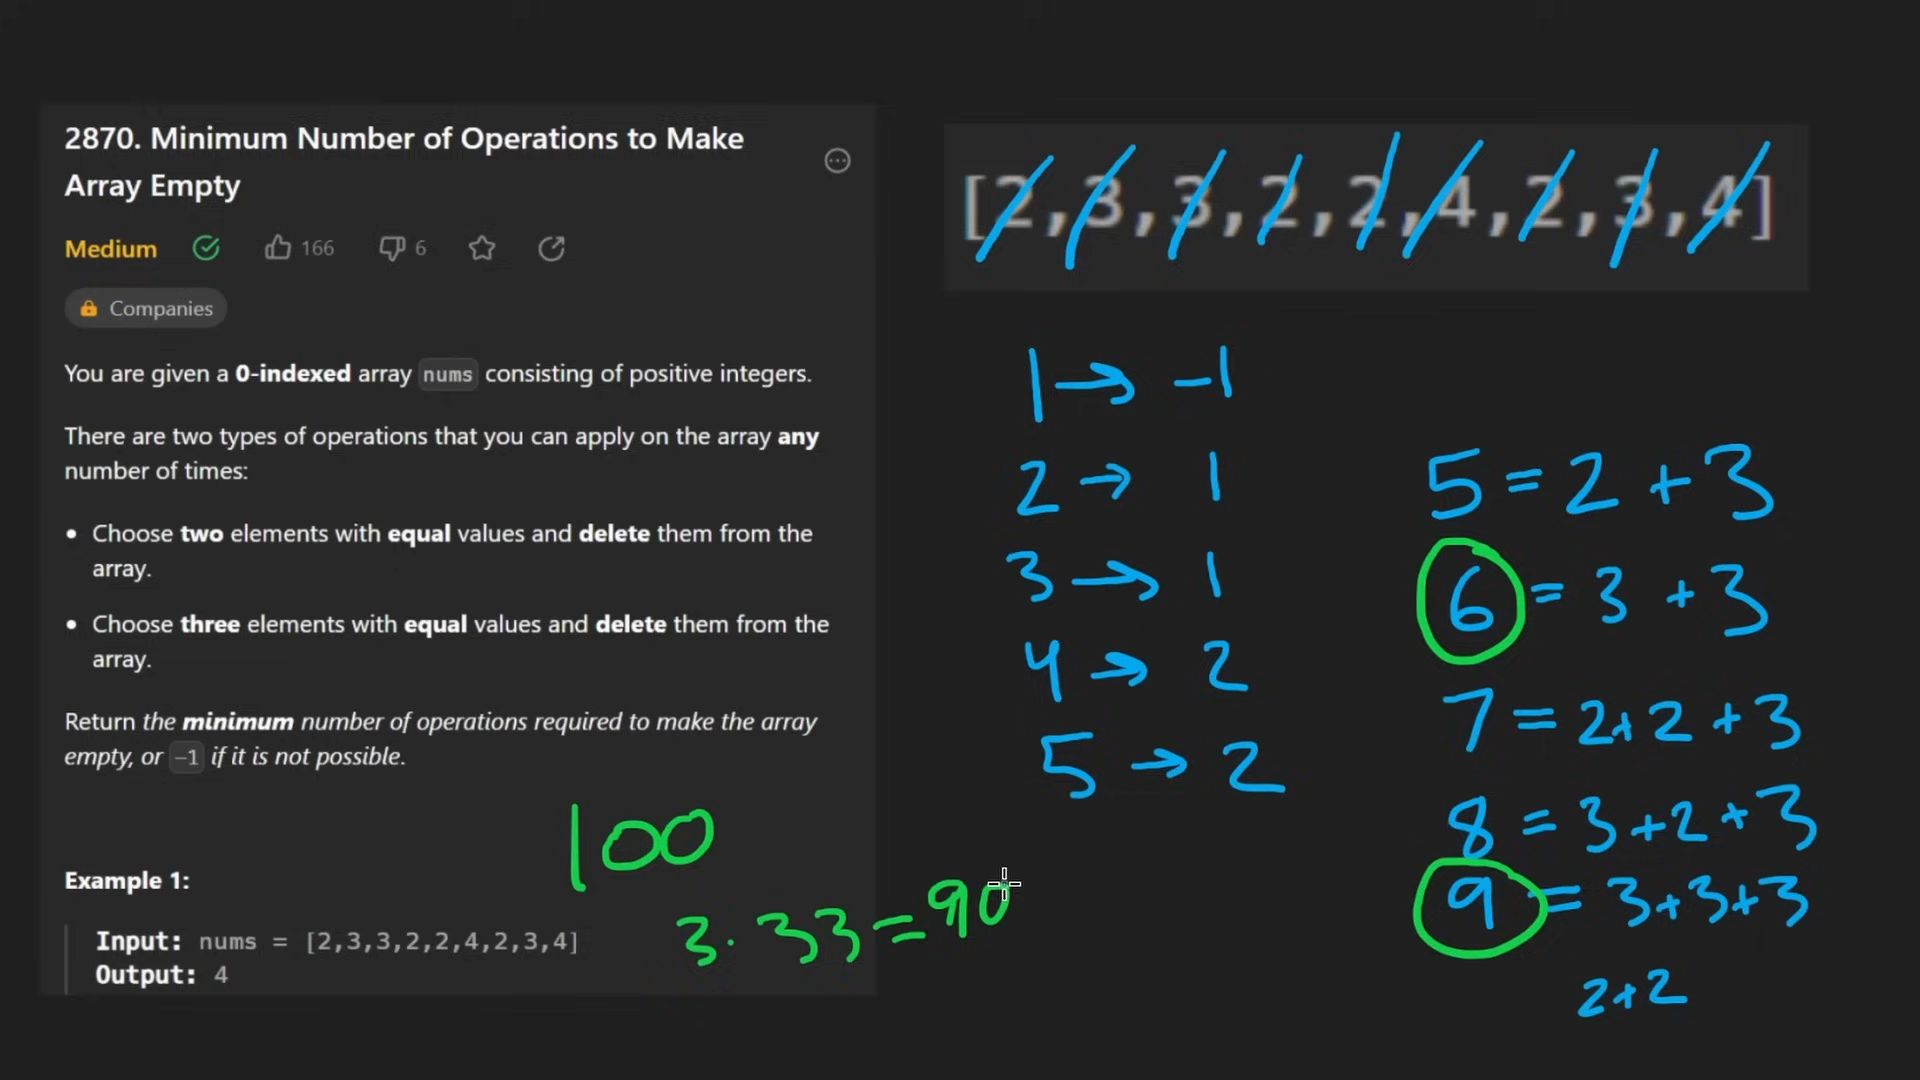 2870. Minimum Number of Operations to Make
Array Empty
Medium 166 6
Companies
You are given a 0-indexed array nums consisting of positive integers.
There are two types of operations that you can apply on the array any
number of times:
• Choose two elements with equal values and delete them from the
array.
• Choose three elements with equal values and delete them from the
array.
Return the minimum number of operations required to make the array
empty, or -1 if it is not possible.
100
3·33=90
Example 1:
Input: nums = [2,3,3,2,2,4,2,3,4]
Output: 4
[2,3,3,2,2,4,2,3,4]
1→-1
2→1
3→1
4→2
5→2
5=2+3
6=3+3
7=2+2+3
8=3+2+3
9=3+3+3
2+2